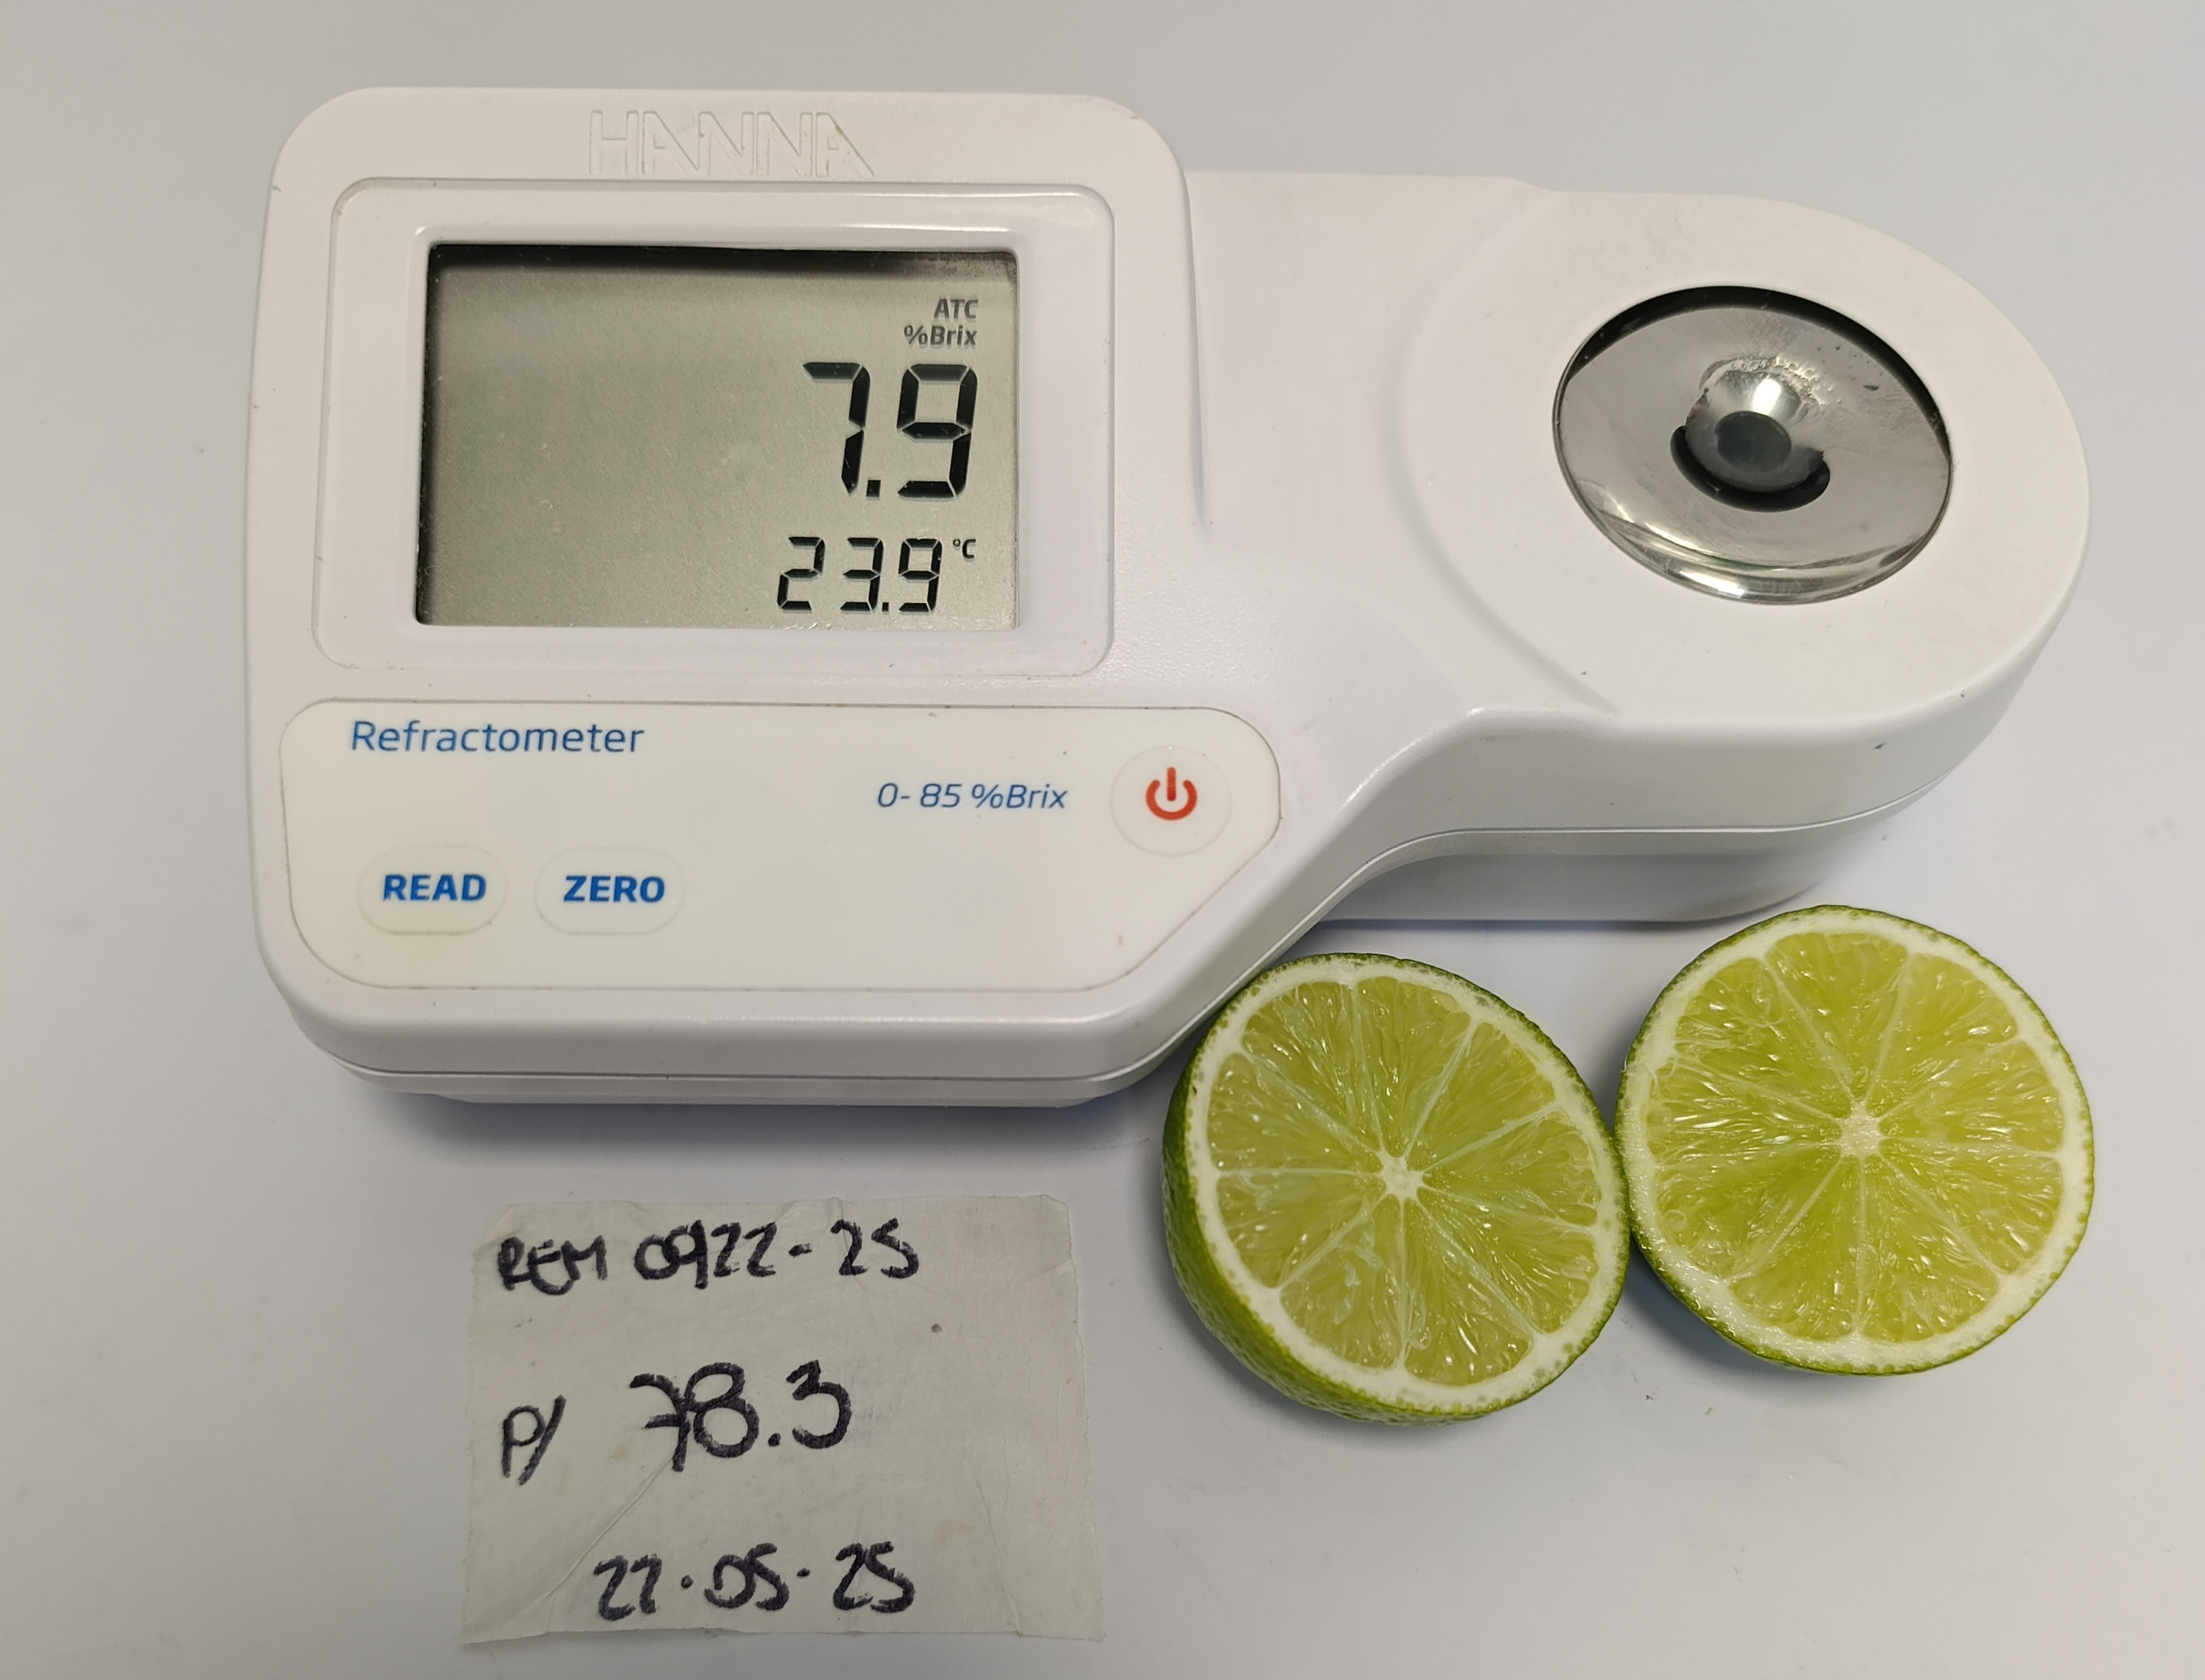 HANNA
ATC
%Brix
7.9
23.9 °C
Refractometer
0- 85 %Brix
READ ZERO
REM 0922-25
P/ 78.3
22.05.25